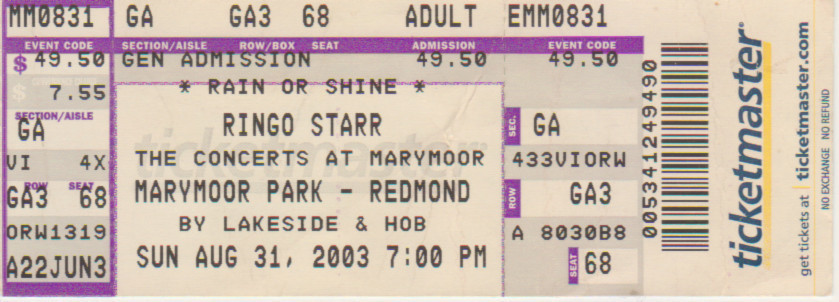 MM0831 GA GA3 68 ADULT EMM0831
EVENT CODE SECTION/AISLE ROW/BOX SEAT ADMISSION EVENT CODE
$ 49.50 GEN ADMISSION 49.50 49.50
$ 7.55 * RAIN OR SHINE *
SECTION/AISLE
GA RINGO STARR SEC. GA
VI 4X THE CONCERTS AT MARYMOOR 433VIORW
ROW SEAT
GA3 68 MARYMOOR PARK - REDMOND ROW GA3
ORW1319 BY LAKESIDE & HOB A 8030B8
A22JUN3 SUN AUG 31, 2003 7:00 PM SEAT 68
ticketmaster
005341249490
ticketmaster
get tickets at ticketmaster.com
NO EXCHANGE NO REFUND